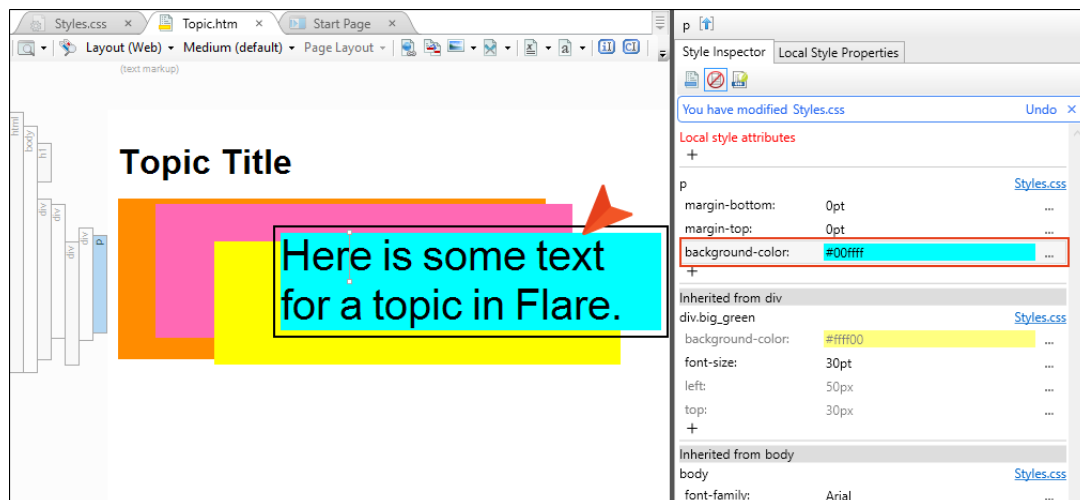 Styles.css ×
Topic.htm ×
Start Page ×
Layout (Web) Medium (default) Page Layout
(text markup)
html
body
h1
div
div
div
div
p
Topic Title
Here is some text
for a topic in Flare.
p
Style Inspector Local Style Properties
You have modified Styles.css Undo ×
Local style attributes
+
p Styles.css
margin-bottom: 0pt ...
margin-top: 0pt ...
background-color: #00ffff ...
+
Inherited from div
div.big_green Styles.css
background-color: #ffff00 ...
font-size: 30pt ...
left: 50px ...
top: 30px ...
+
Inherited from body
body Styles.css
font-family: Arial ...